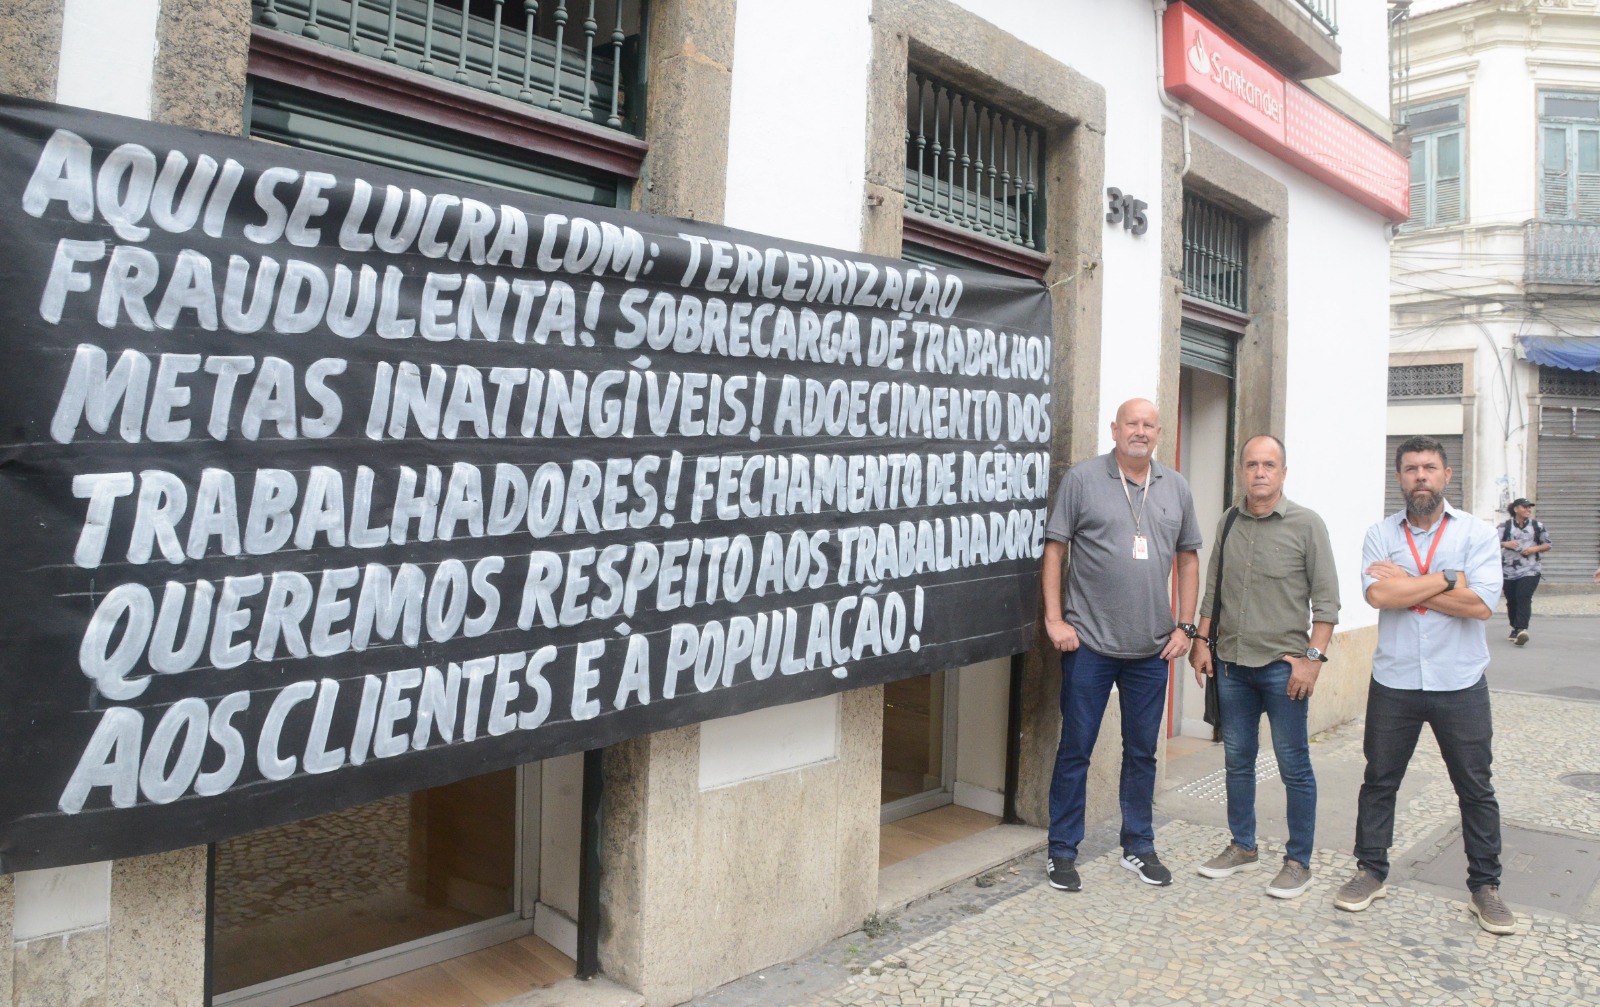 AQUI SE LUCRA COM: TERCEIRIZAÇÃO
FRAUDULENTA! SOBRECARGA DE TRABALHO!
METAS INATINGÍVEIS! ADOECIMENTO DOS
TRABALHADORES! FECHAMENTO DE AGÊNCI
QUEREMOS RESPEITO AOS TRABALHADORE
AOS CLIENTES E À POPULAÇÃO!
Santander
315